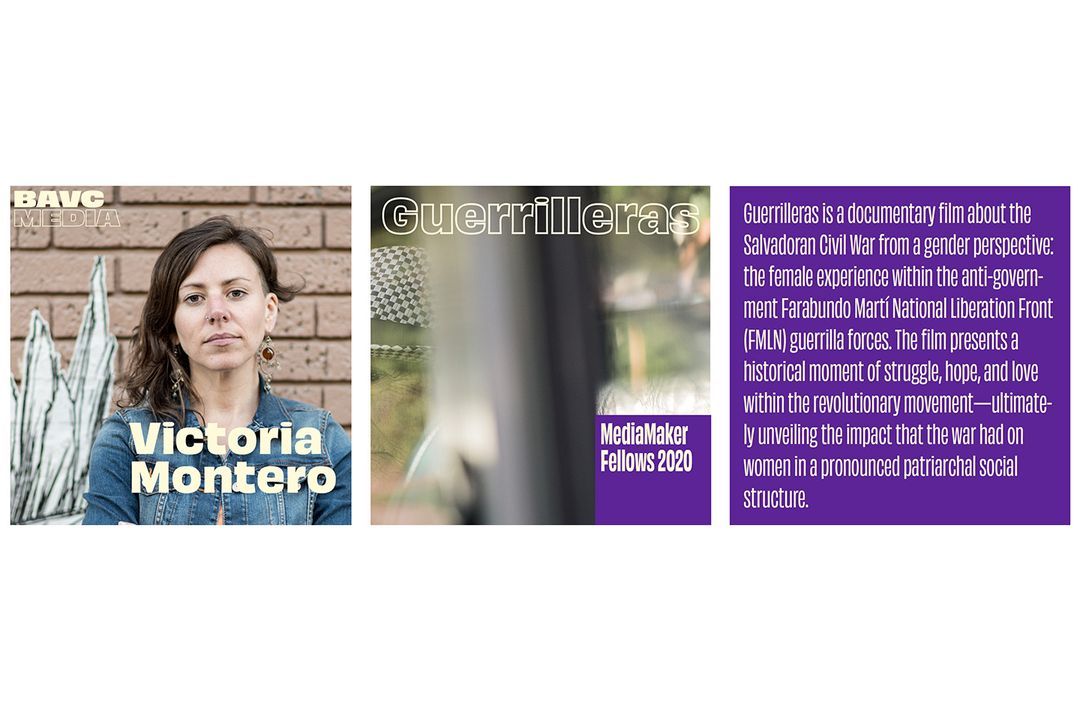 BAVC
MEDIA
Victoria
Montero
Guerrilleras
MediaMaker
Fellows 2020
Guerrilleras is a documentary film about the
Salvadoran Civil War from a gender perspective:
the female experience within the anti-govern-
ment Farabundo Martí National Liberation Front
(FMLN) guerrilla forces. The film presents a
historical moment of struggle, hope, and love
within the revolutionary movement—ultimate-
ly unveiling the impact that the war had on
women in a pronounced patriarchal social
structure.